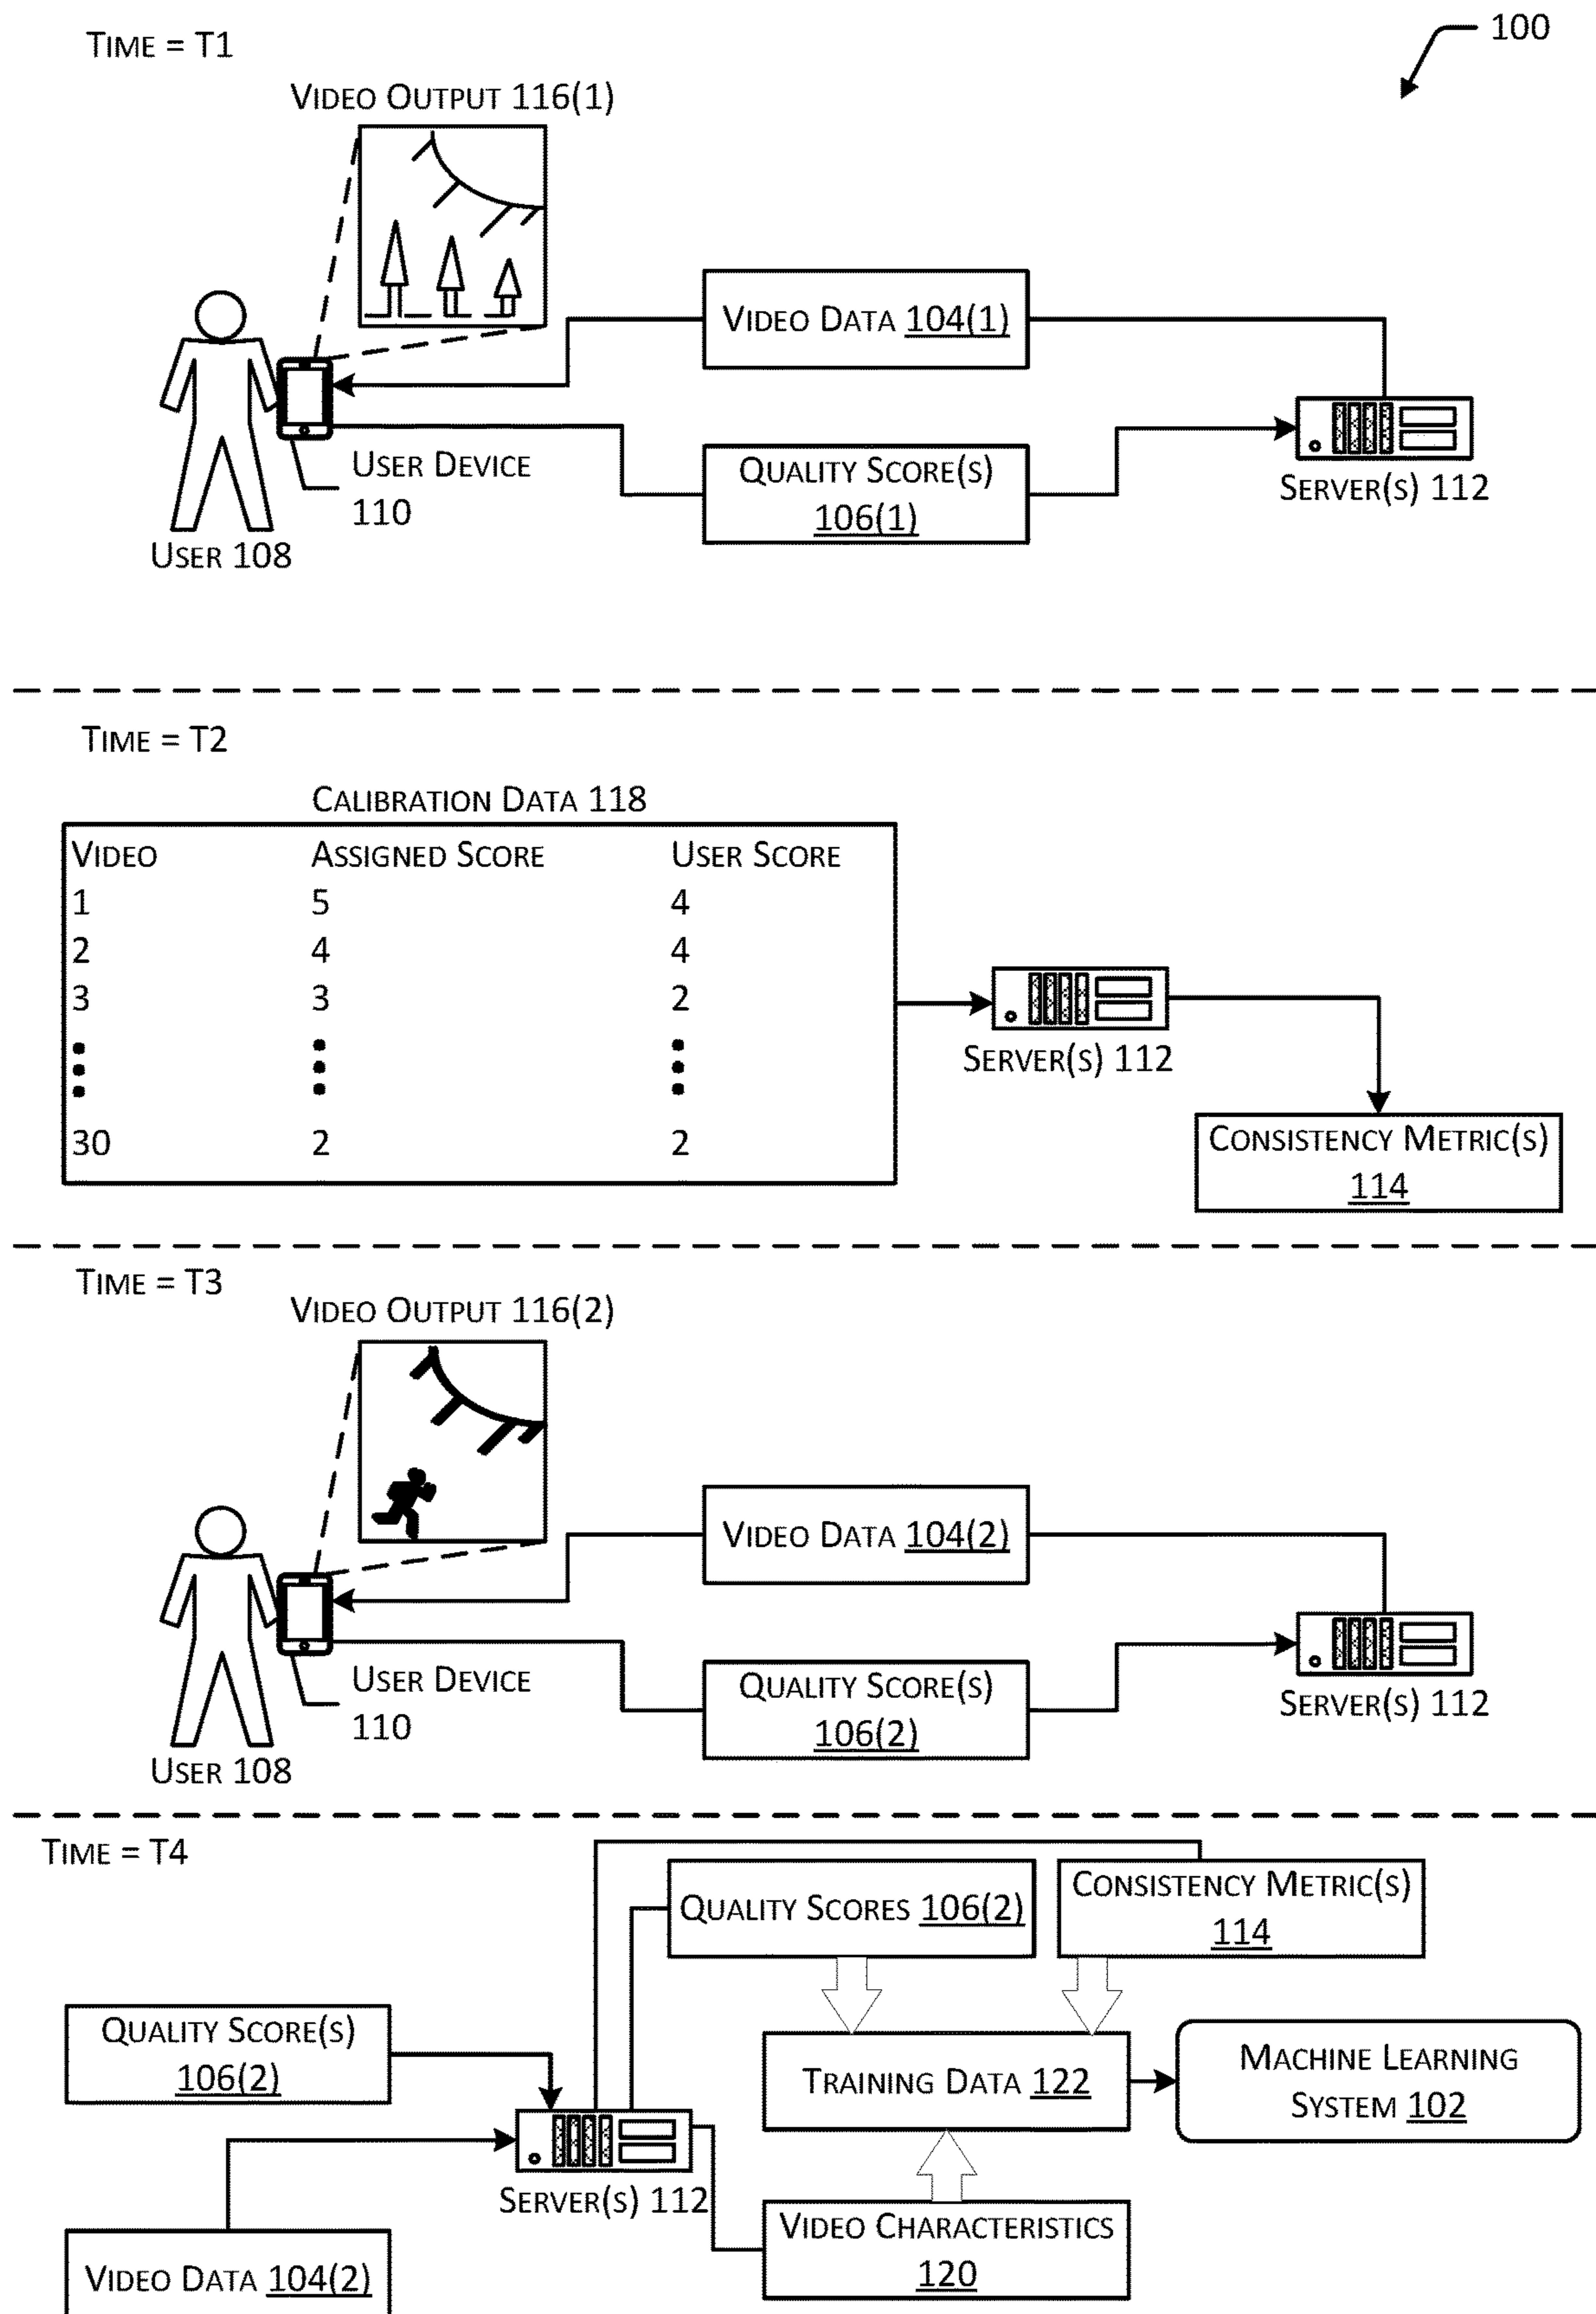 100
TIME = T1
VIDEO OUTPUT 116(1)
VIDEO DATA 104(1)
USER DEVICE
110
QUALITY SCORE(S)
106(1)
SERVER(S) 112
USER 108
TIME = T2
CALIBRATION DATA 118
VIDEO ASSIGNED SCORE USER SCORE
1 5 4
2 4 4
3 3 2
30 2 2
SERVER(S) 112
CONSISTENCY METRIC(S)
114
TIME = T3
VIDEO OUTPUT 116(2)
VIDEO DATA 104(2)
USER DEVICE
110
QUALITY SCORE(S)
106(2)
SERVER(S) 112
USER 108
TIME = T4
QUALITY SCORES 106(2)
CONSISTENCY METRIC(S)
114
QUALITY SCORE(S)
106(2)
TRAINING DATA 122
MACHINE LEARNING
SYSTEM 102
SERVER(S) 112
VIDEO CHARACTERISTICS
120
VIDEO DATA 104(2)